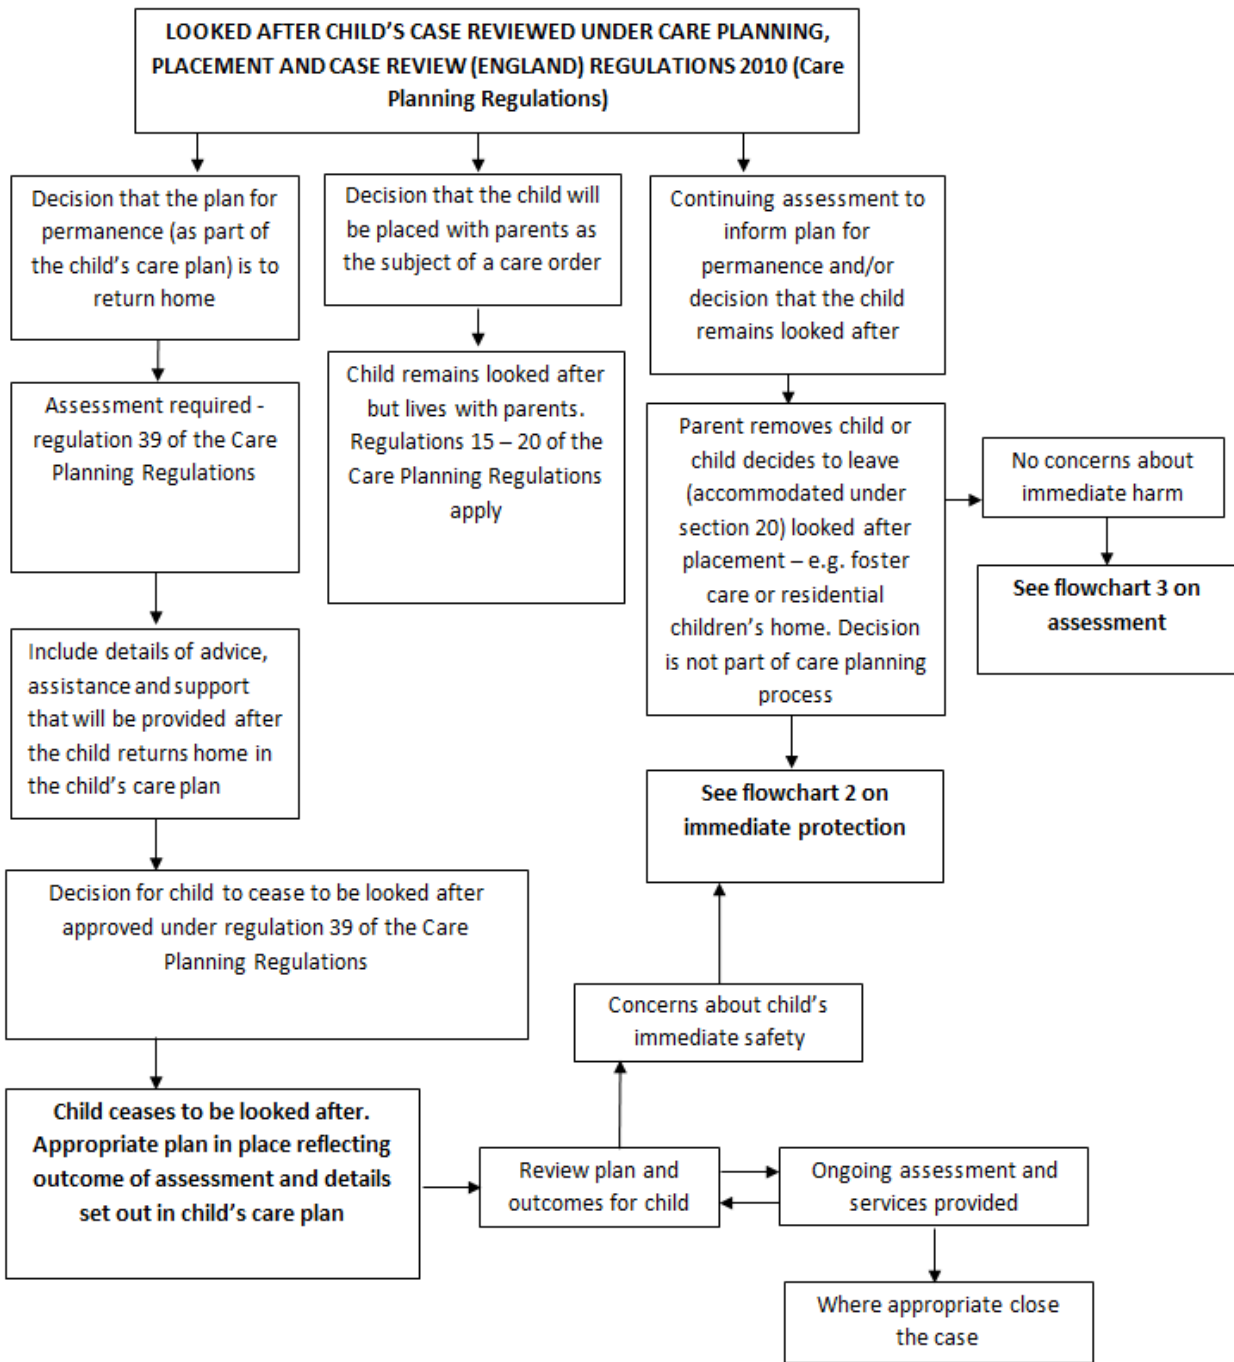 LOOKED AFTER CHILD'S CASE REVIEWED UNDER CARE PLANNING,
PLACEMENT AND CASE REVIEW (ENGLAND) REGULATIONS 2010 (Care
Planning Regulations)
Decision that the plan for
permanence (as part of
the child's care plan) is to
return home
Decision that the child will
be placed with parents as
the subject of a care order
Continuing assessment to
inform plan for
permanence and/or
decision that the child
remains looked after
Assessment required -
regulation 39 of the Care
Planning Regulations
Child remains looked after
but lives with parents.
Regulations 15 – 20 of the
Care Planning Regulations
apply
Parent removes child or
child decides to leave
(accommodated under
section 20) looked after
placement – e.g. foster
care or residential
children's home. Decision
is not part of care planning
process
No concerns about
immediate harm
See flowchart 3 on
assessment
Include details of advice,
assistance and support
that will be provided after
the child returns home in
the child's care plan
See flowchart 2 on
immediate protection
Decision for child to cease to be looked after
approved under regulation 39 of the Care
Planning Regulations
Concerns about child's
immediate safety
Child ceases to be looked after.
Appropriate plan in place reflecting
outcome of assessment and details
set out in child's care plan
Review plan and
outcomes for child
Ongoing assessment and
services provided
Where appropriate close
the case